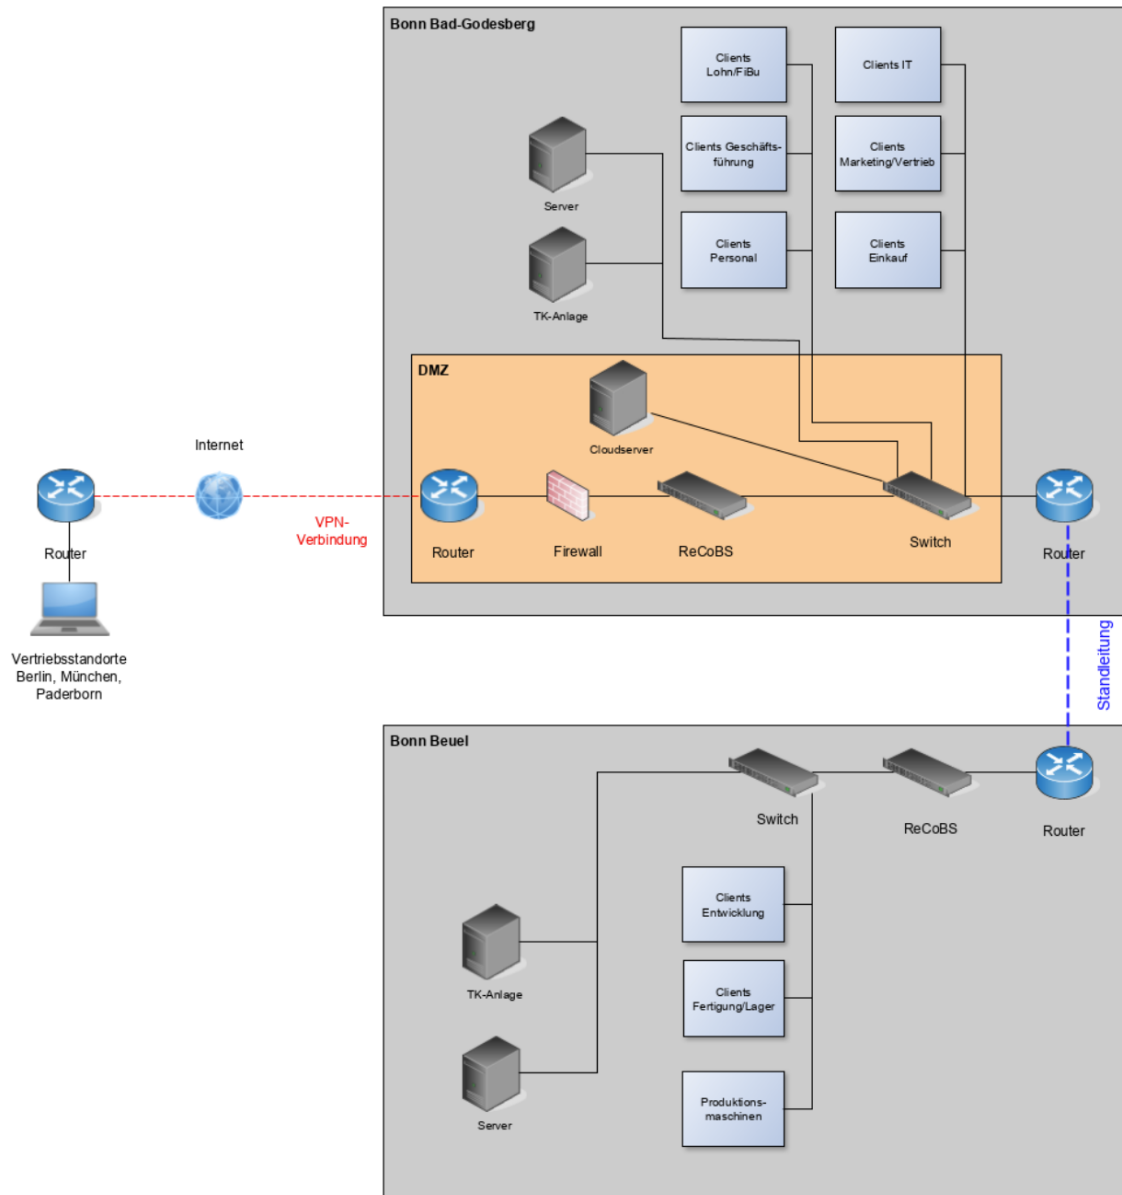 Bonn Bad-Godesberg
Clients
Lohn/FiBu
Clients IT
Clients Geschäfts-
führung
Clients
Marketing/Vertrieb
Server
Clients
Personal
Clients
Einkauf
TK-Anlage
DMZ
Cloudserver
Internet
VPN-
Verbindung
Router
Router
Firewall
ReCoBS
Switch
Router
Vertriebsstandorte
Berlin, München,
Paderborn
Standleitung
Bonn Beuel
Switch
ReCoBS
Router
Clients
Entwicklung
TK-Anlage
Clients
Fertigung/Lager
Server
Produktions-
maschinen